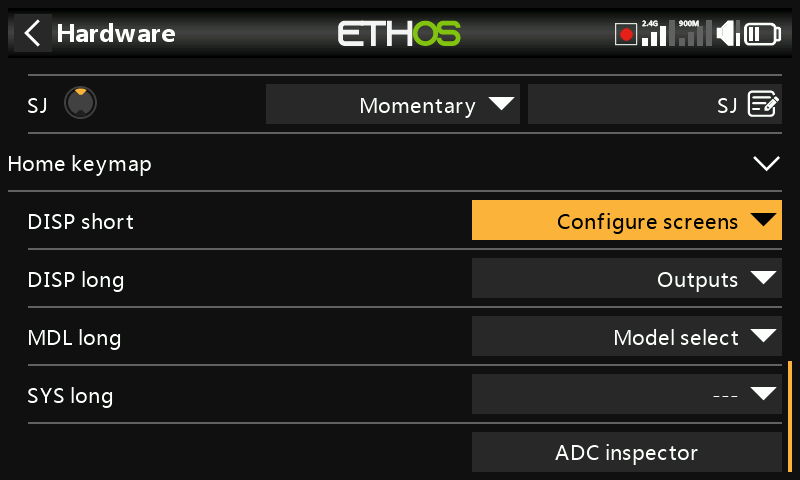 Hardware
ETHOS
2.4G
900M
SJ
Momentary
SJ
Home keymap
DISP short
Configure screens
DISP long
Outputs
MDL long
Model select
SYS long
---
ADC inspector